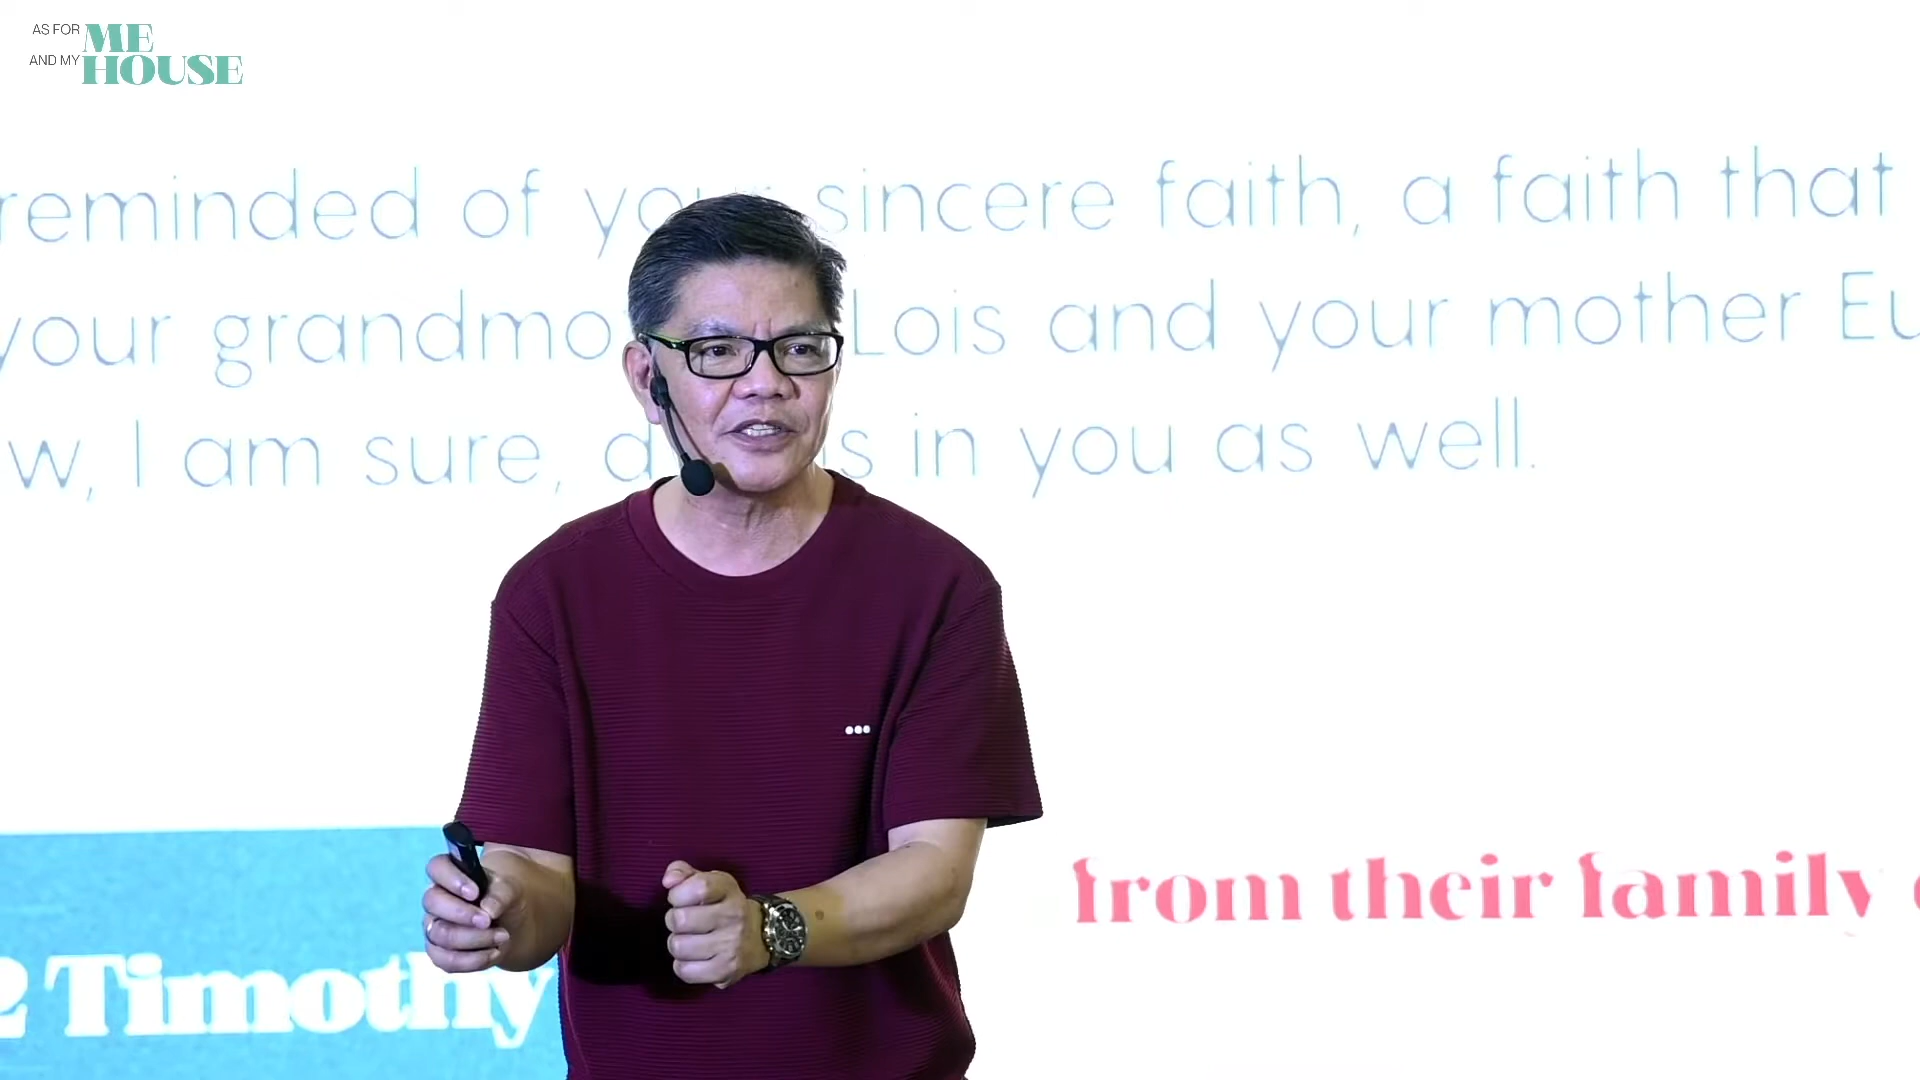 AS FOR ME
AND MY HOUSE
reminded of your sincere faith, a faith that
your grandmo Lois and your mother Eu
w, I am sure, d s in you as well.
from their family
2 Timothy